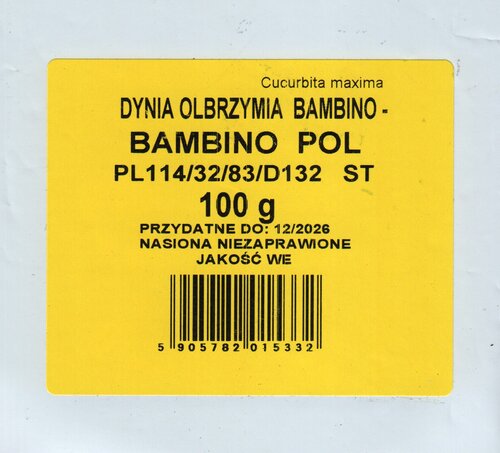 Cucurbita maxima
DYNIA OLBRZYMIA BAMBINO -
BAMBINO POL
PL114/32/83/D132 ST
100 g
PRZYDATNE DO: 12/2026
NASIONA NIEZAPRAWIONE
JAKOŚĆ WE
5 905782 015332